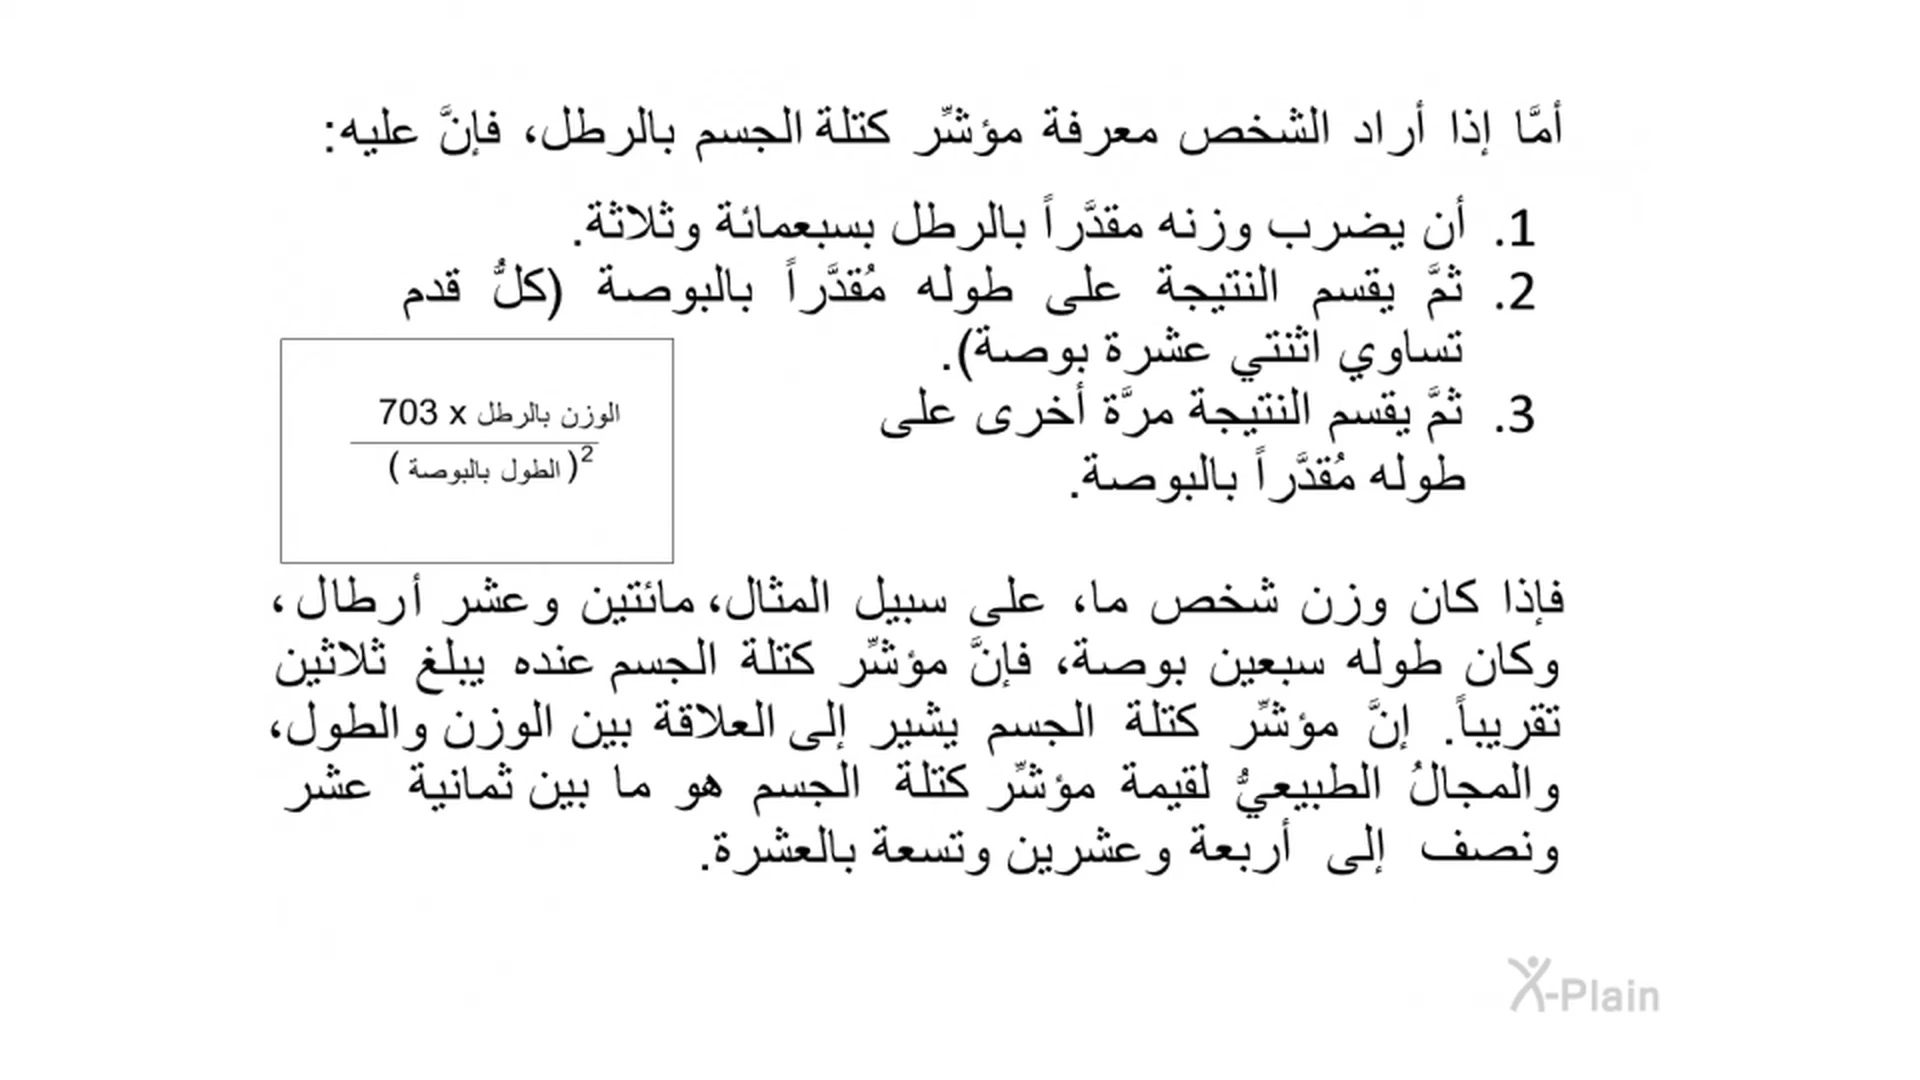 أمَّا إذا أراد الشخص معرفة مؤشِّر كتلة الجسم بالرطل، فإنَّ عليه:
1. أن يضرب وزنه مقدَّراً بالرطل بسبعمائة وثلاثة.
2. ثمَّ يقسم النتيجة على طوله مُقدَّراً بالبوصة (كلُّ قدم
تساوي اثنتي عشرة بوصة).
3. ثمَّ يقسم النتيجة مرَّة أخرى على
طوله مُقدَّراً بالبوصة.
الوزن بالرطل x 703
(الطول بالبوصة)2
فإذا كان وزن شخص ما، على سبيل المثال، مائتين وعشر أرطال،
وكان طوله سبعين بوصة، فإنَّ مؤشِّر كتلة الجسم عنده يبلغ ثلاثين
تقريباً. إنَّ مؤشِّر كتلة الجسم يشير إلى العلاقة بين الوزن والطول،
والمجالُ الطبيعيُّ لقيمة مؤشِّر كتلة الجسم هو ما بين ثمانية عشر
ونصف إلى أربعة وعشرين وتسعة بالعشرة.
X-Plain